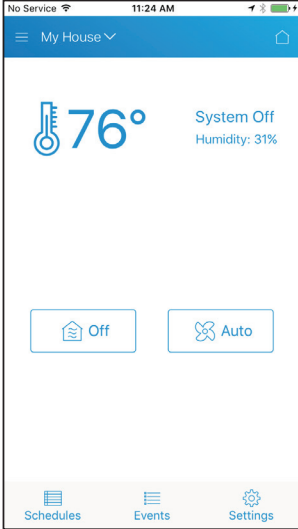 No Service 11:24 AM
My House
76° System Off
Humidity: 31%
Off Auto
Schedules Events Settings